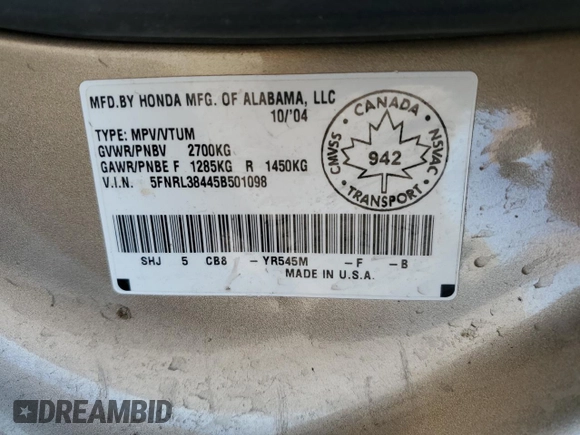 MFD.BY HONDA MFG. OF ALABAMA, LLC
10/'04
TYPE: MPV/VTUM
GVWR/PNBV 2700KG
GAWR/PNBE F 1285KG R 1450KG
V.I.N. 5FNRL38445B501098
CANADA
CMVSS
942
NSVAC
TRANSPORT
SHJ 5 CB8 -YR545M -F -B
MADE IN U.S.A.
DREAMBID